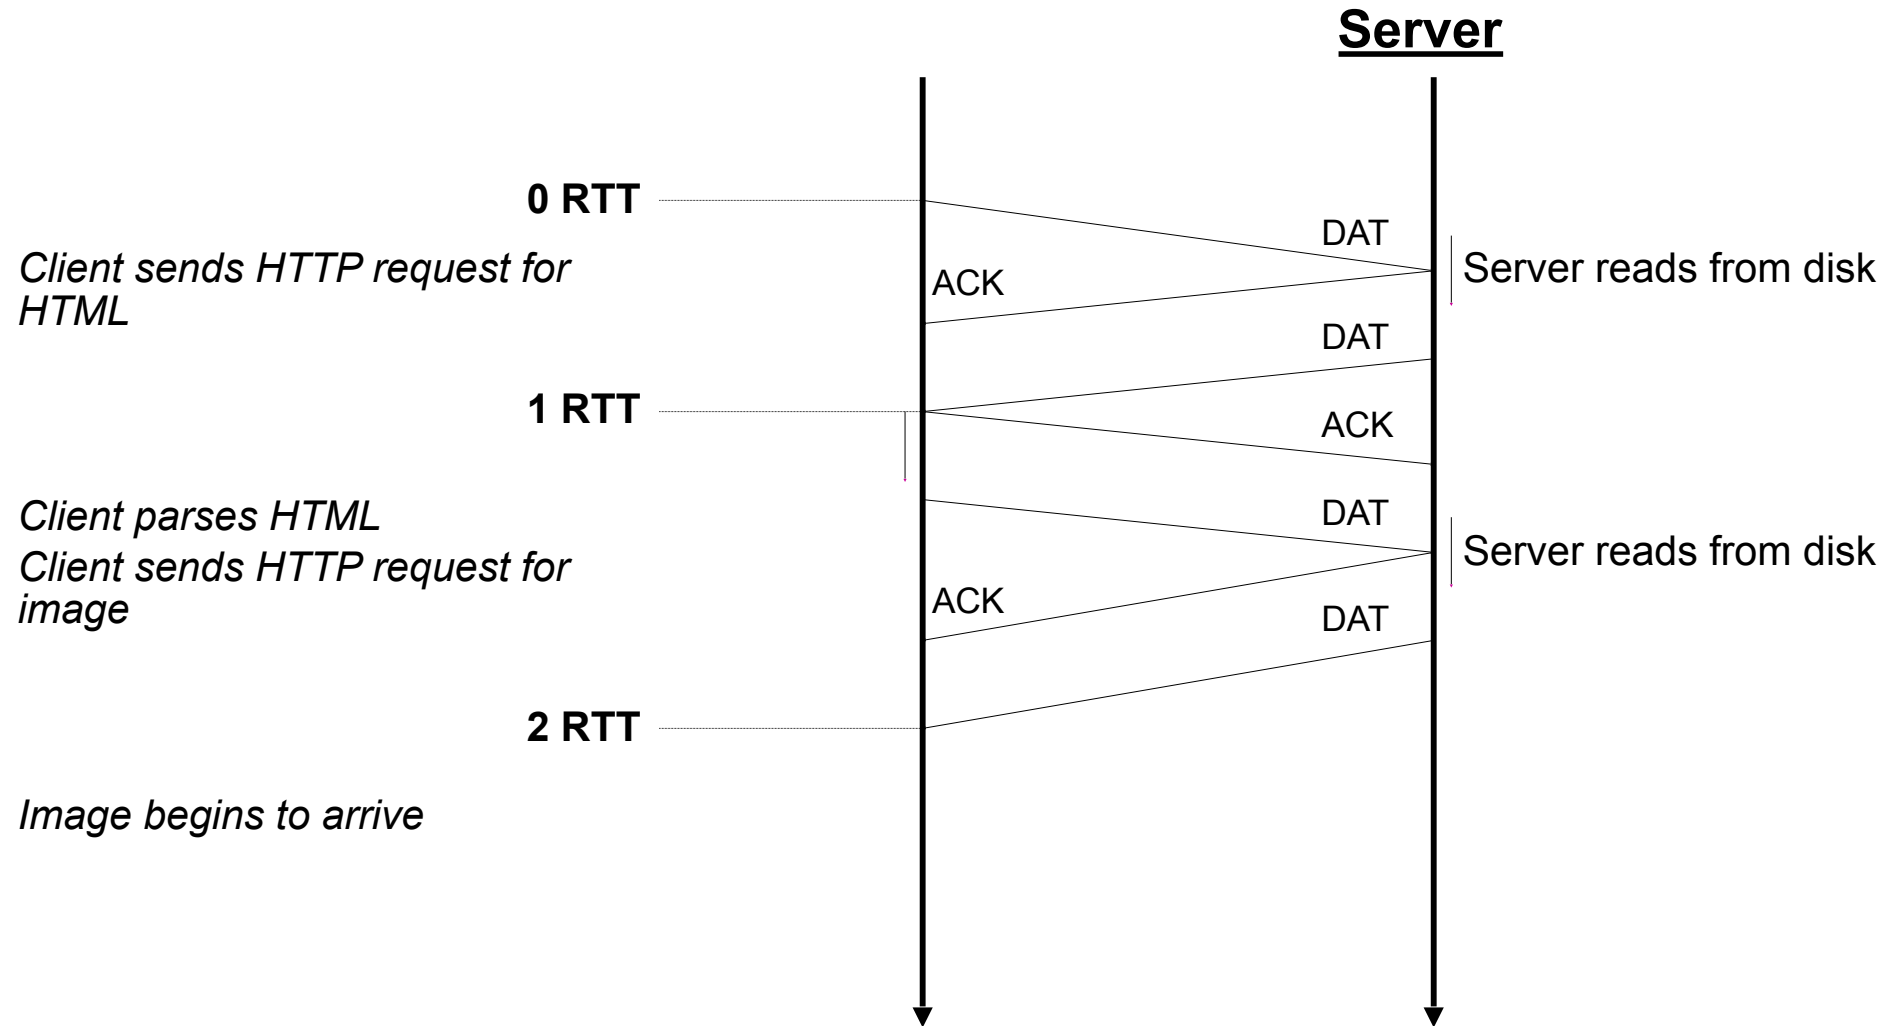 Server
0 RTT
DAT
Client sends HTTP request for
HTML
ACK
Server reads from disk
DAT
1 RTT
ACK
Client parses HTML
DAT
Client sends HTTP request for
image
Server reads from disk
ACK
DAT
2 RTT
Image begins to arrive